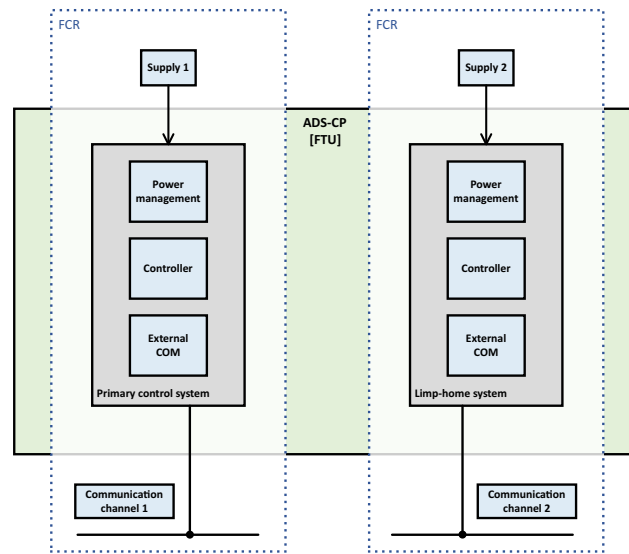 FCR
FCR
Supply 1
Supply 2
ADS-CP
[FTU]
Power
management
Controller
External
COM
Primary control system
Power
management
Controller
External
COM
Limp-home system
Communication
channel 1
Communication
channel 2